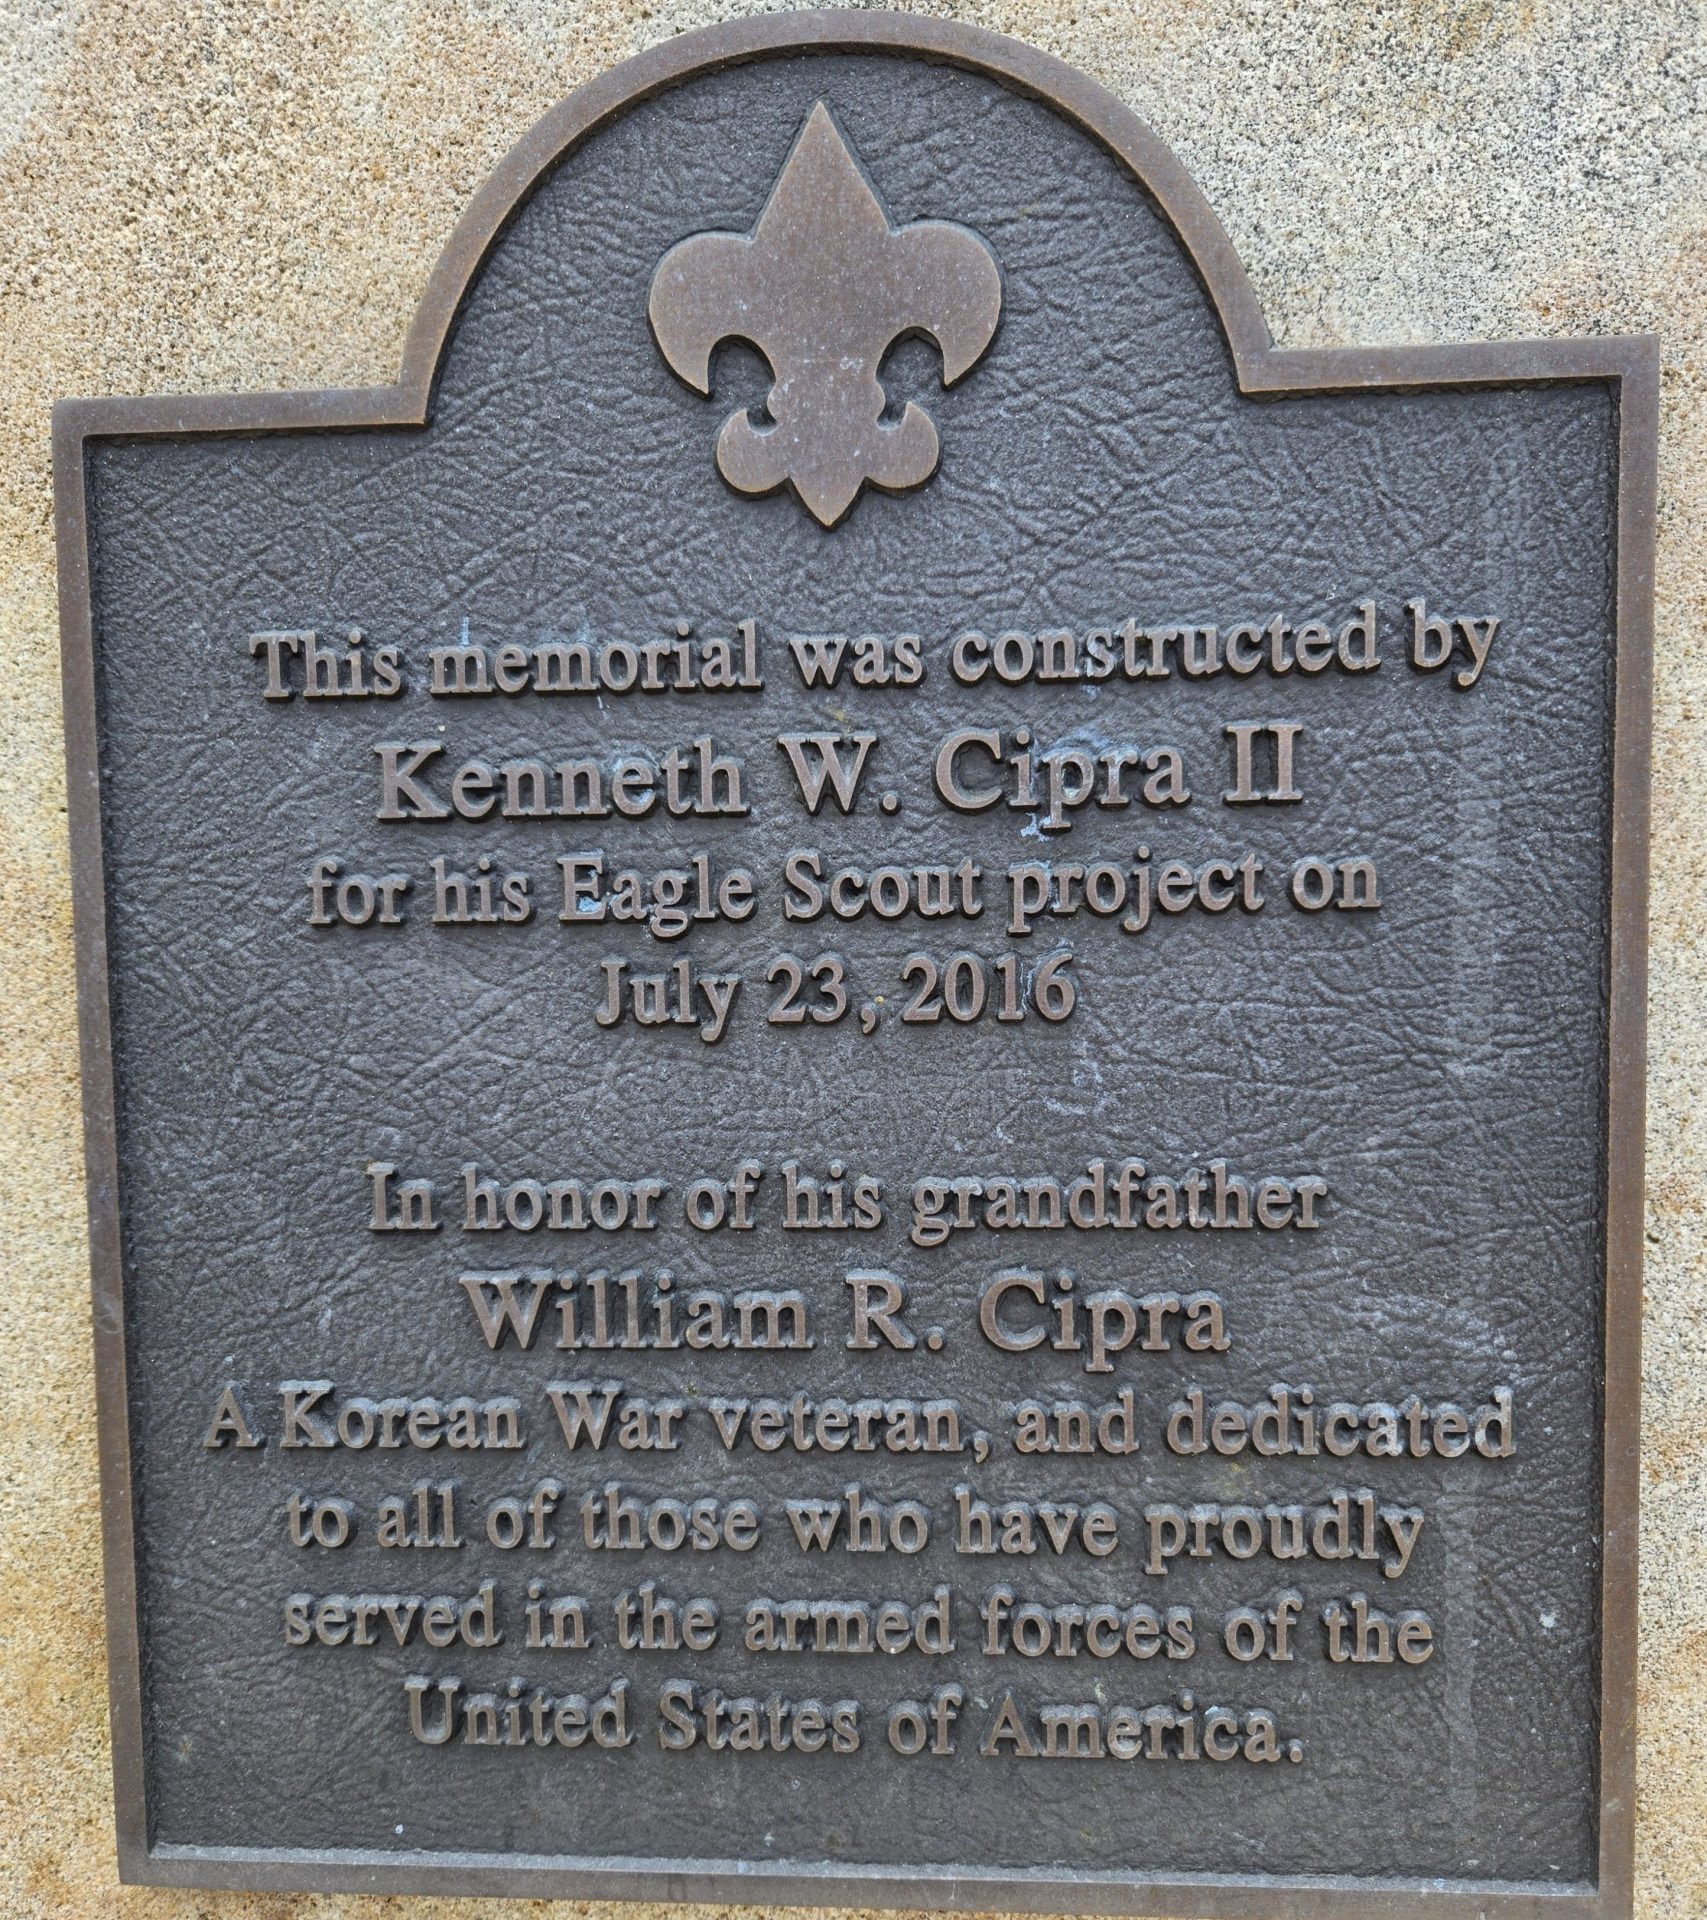 This memorial was constructed by
Kenneth W. Cipra II
for his Eagle Scout project on
July 23, 2016
In honor of his grandfather
William R. Cipra
A Korean War veteran, and dedicated
to all of those who have proudly
served in the armed forces of the
United States of America.